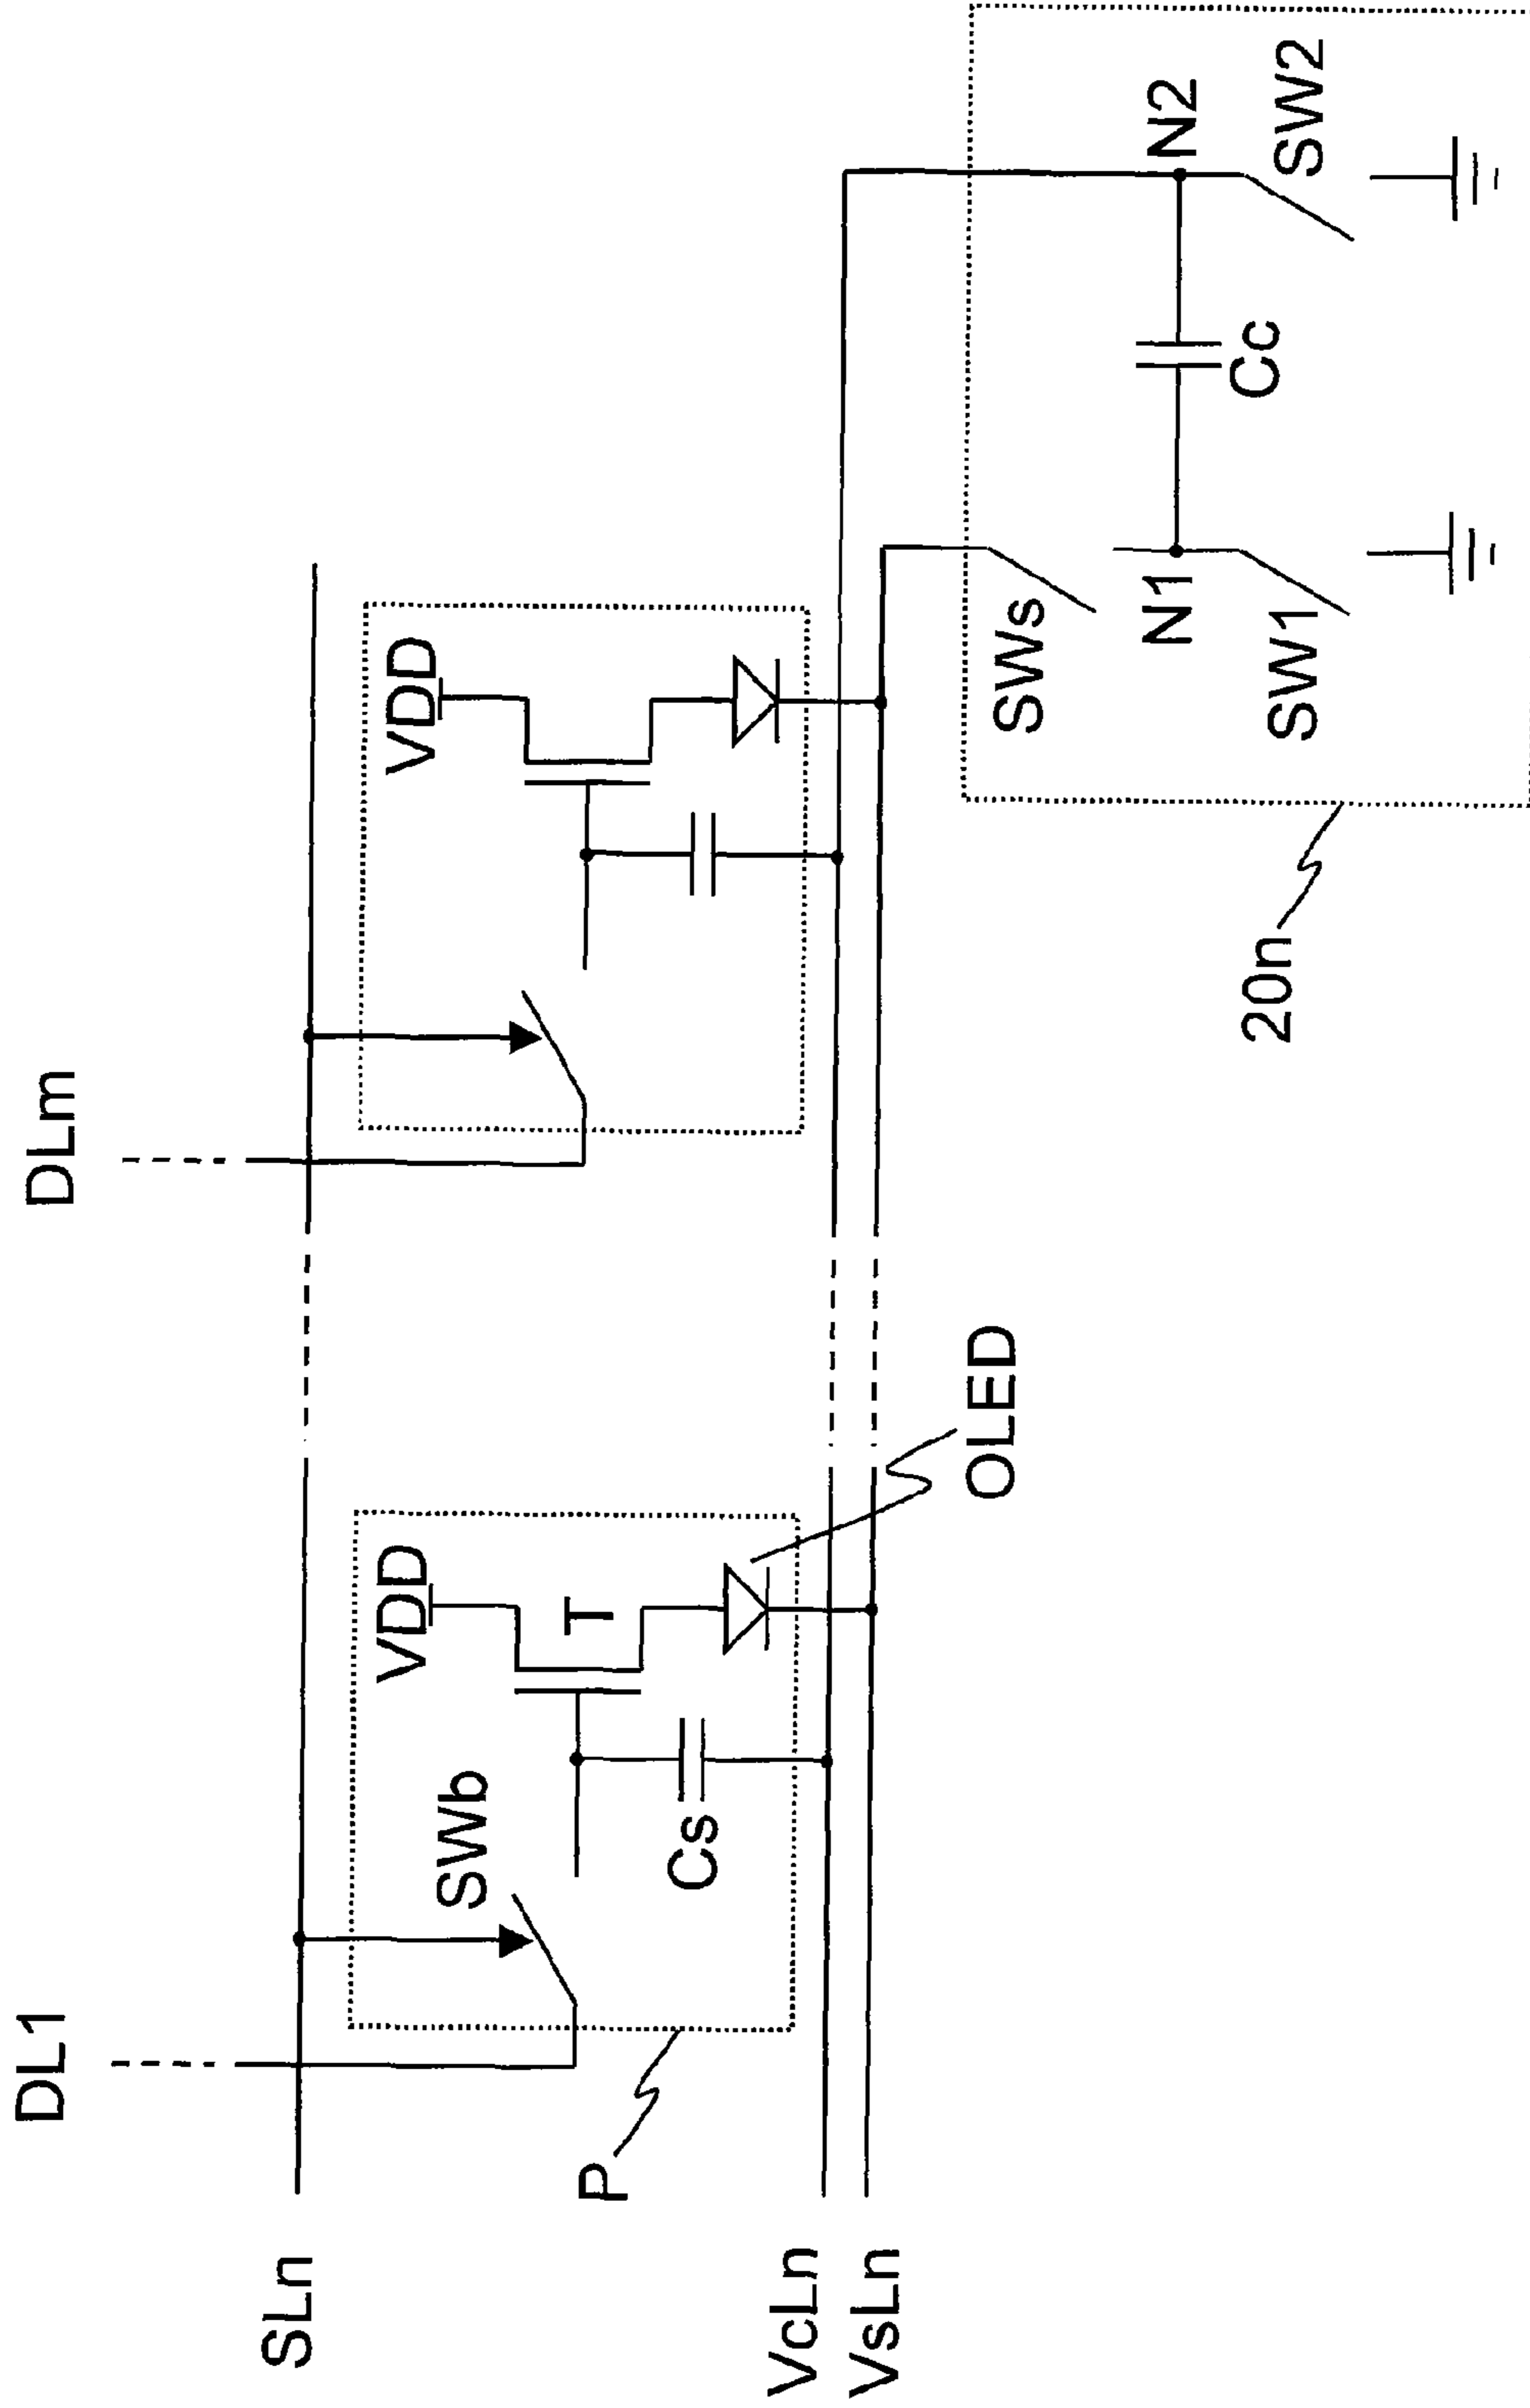 DL1
DLm
SLn
VDD
VDD
SWb
T
Cs
P
OLED
VcLn
VsLn
SWs
N1
N2
Cc
SW1
SW2
20n